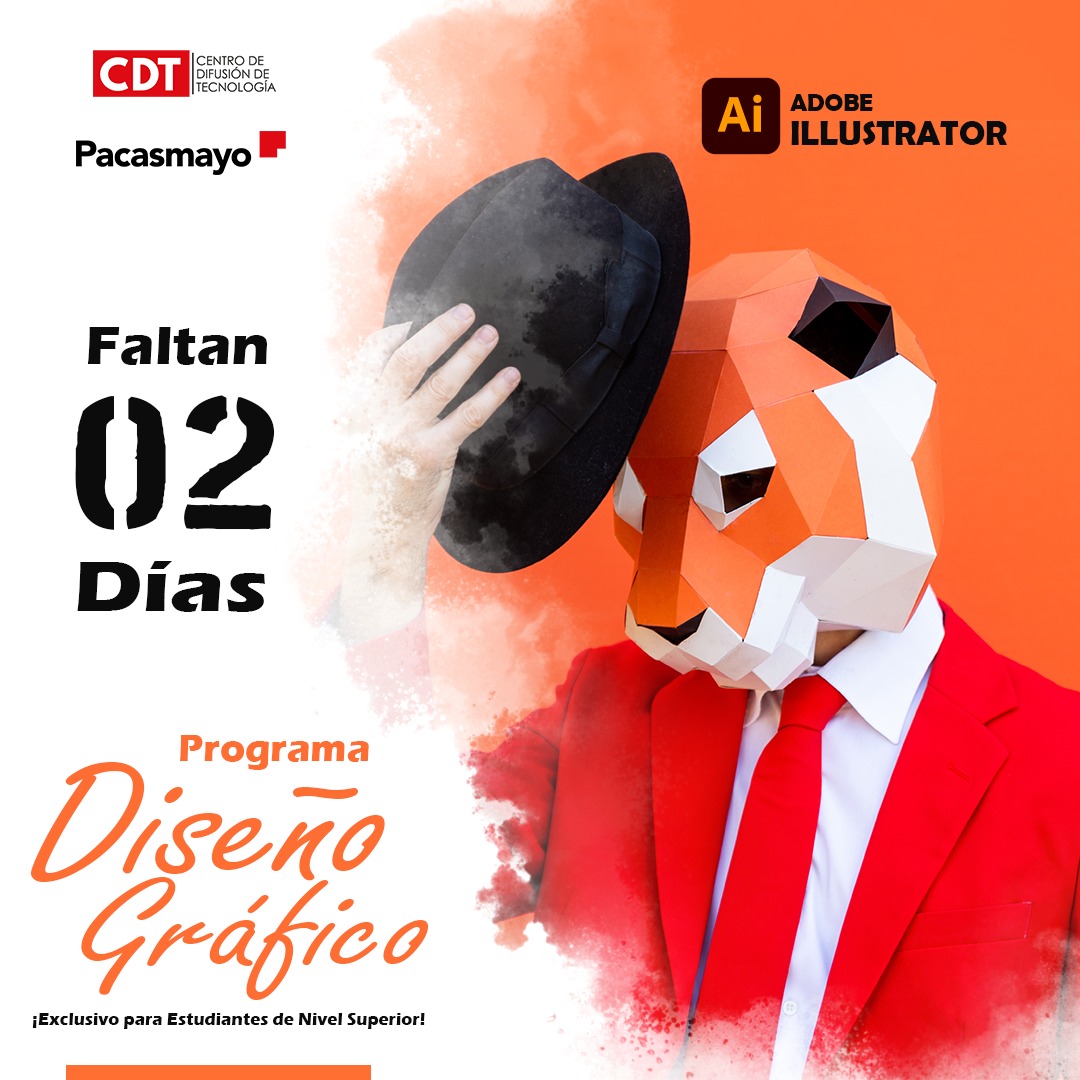 CDT
CENTRO DE
DIFUSIÓN DE
TECNOLOGÍA
Pacasmayo
Ai
ADOBE
ILLUSTRATOR
Faltan
02
Días
Programa
Diseño
Gráfico
¡Exclusivo para Estudiantes de Nivel Superior!